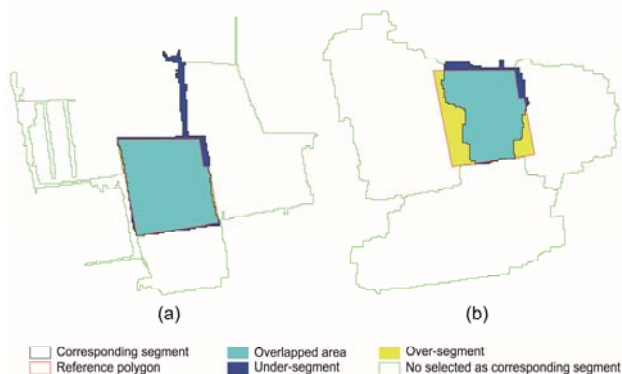 (a)
(b)
Corresponding segment Overlapped area Over-segment
Reference polygon Under-segment No selected as corresponding segment